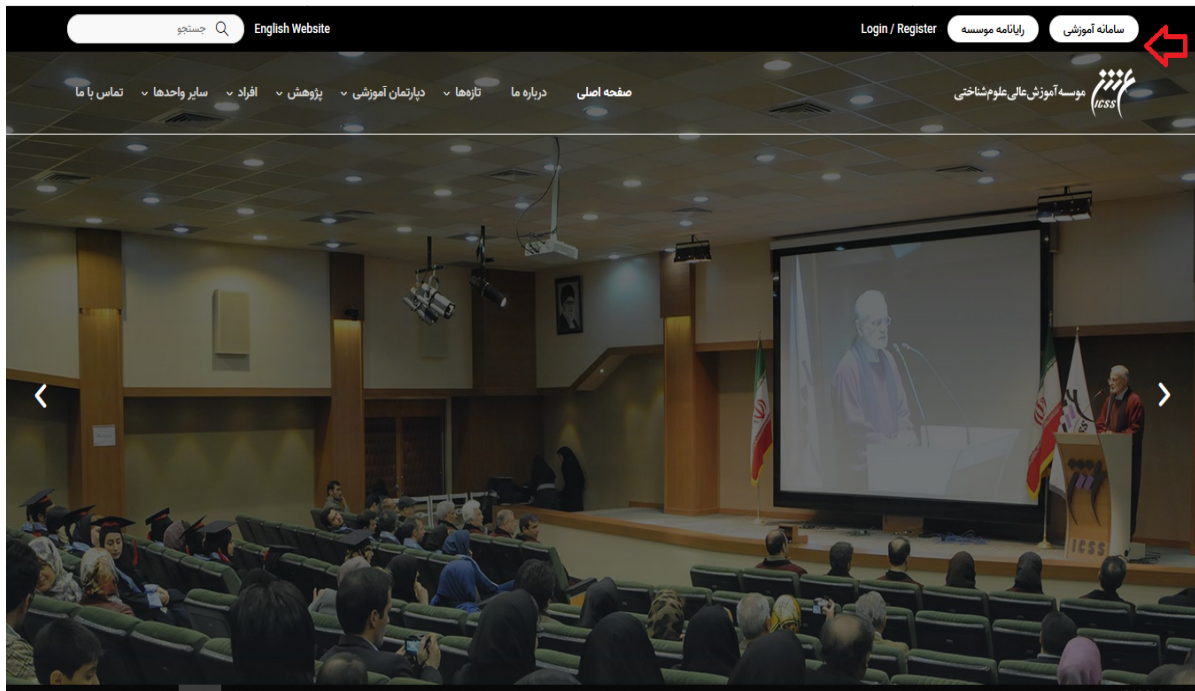 سامانه آموزشی
رایانامه موسسه
Login / Register
English Website
جستجو
موسسه آموزش عالی علوم‌شناختی
ICSS
صفحه اصلی
درباره ما
تازه‌ها
دپارتمان آموزشی
پژوهش
افراد
سایر واحدها
تماس با ما
ICSS